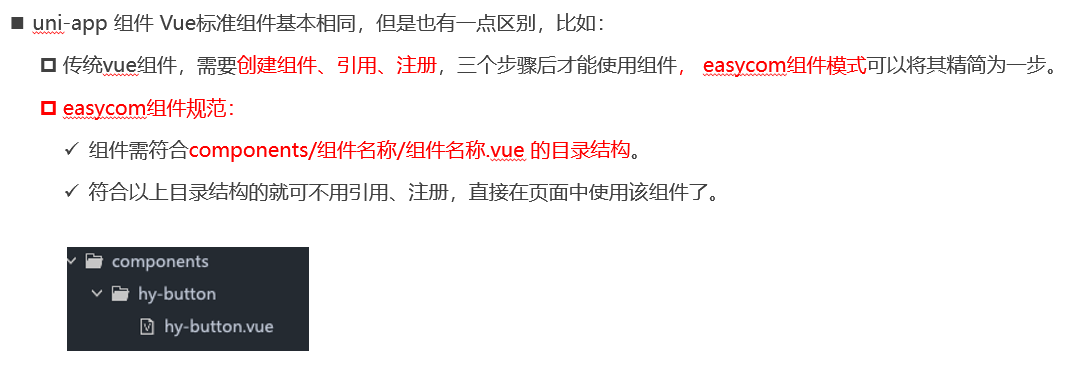 uni-app 组件 Vue标准组件基本相同，但是也有一点区别，比如：
传统vue组件，需要创建组件、引用、注册，三个步骤后才能使用组件， easycom组件模式可以将其精简为一步。
easycom组件规范：
组件需符合components/组件名称/组件名称.vue 的目录结构。
符合以上目录结构的就可不用引用、注册，直接在页面中使用该组件了。
components
hy-button
hy-button.vue